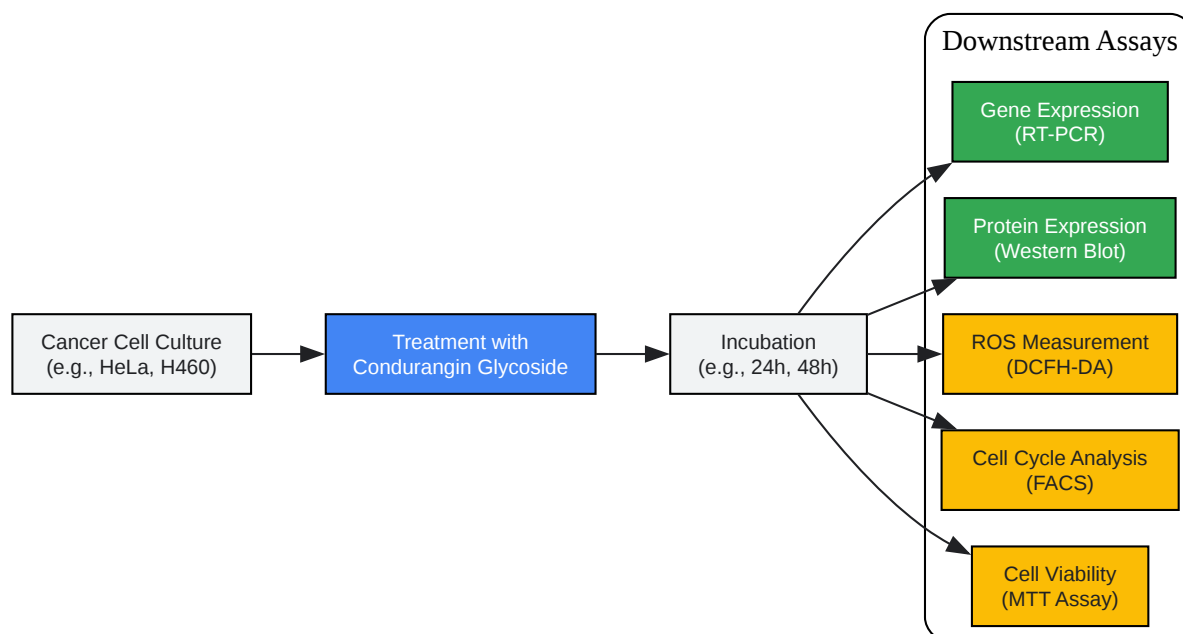 Downstream Assays
Gene Expression
(RT-PCR)
Protein Expression
(Western Blot)
Cancer Cell Culture
(e.g., HeLa, H460)
Treatment with
Condurangin Glycoside
Incubation
(e.g., 24h, 48h)
ROS Measurement
(DCFH-DA)
Cell Cycle Analysis
(FACS)
Cell Viability
(MTT Assay)